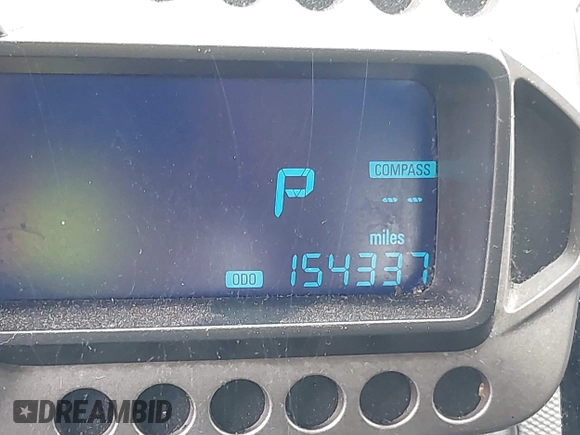 P
COMPASS
--
miles
ODO 154337
DREAMBID